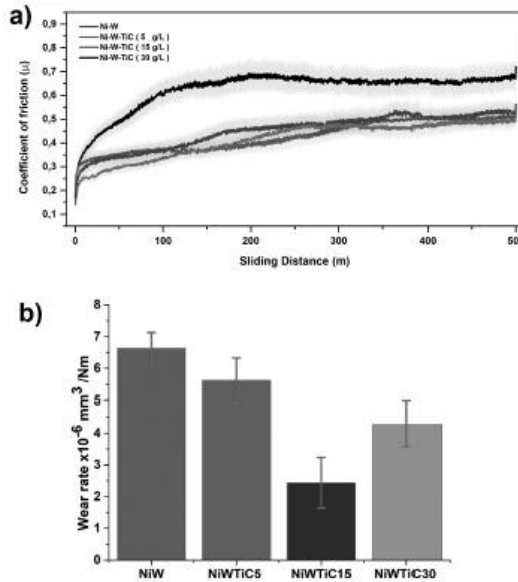 a)
Ni-W
Ni-W-TiC ( 5 g/L )
Ni-W-TiC ( 15 g/L )
Ni-W-TiC ( 30 g/L )
0,9
0,8
0,7
0,6
0,5
0,4
0,3
0,2
0,1
Coefficient of friction (μ)
0 100 200 300 400 50
Sliding Distance (m)
b)
8
7
6
5
4
3
2
1
0
Wear rate x10⁻⁶ mm³ /Nm
NiW NiWTiC5 NiWTiC15 NiWTiC30